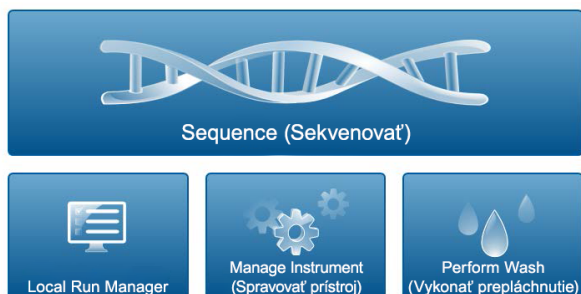 Sequence (Sekvenovať)
Local Run Manager
Manage Instrument
(Spravovať prístroj)
Perform Wash
(Vykonať prepláchnutie)